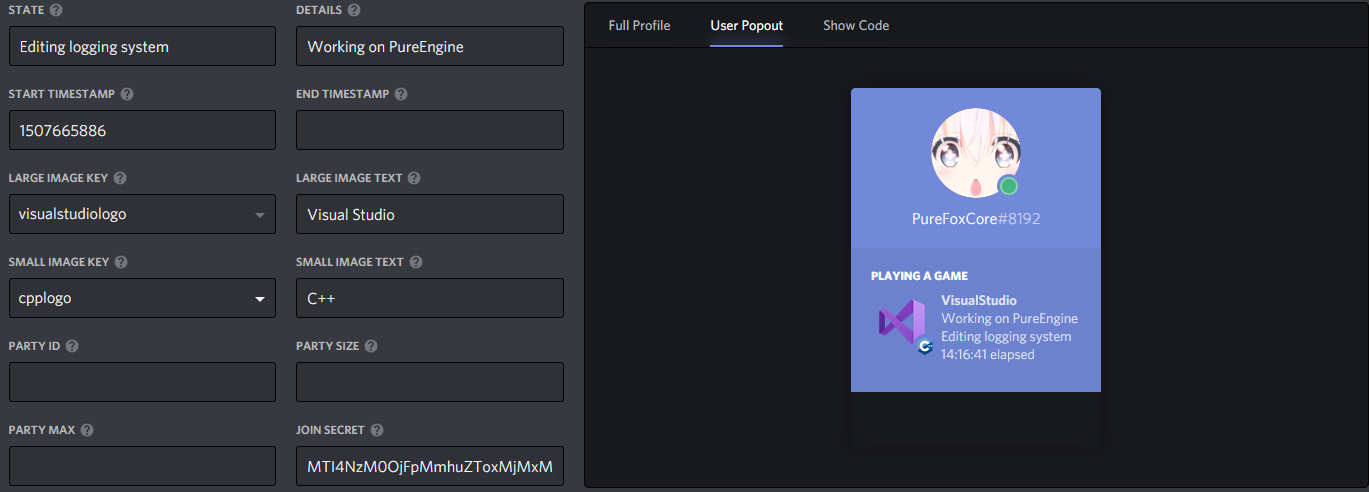 STATE
Editing logging system
DETAILS
Working on PureEngine
START TIMESTAMP
1507665886
END TIMESTAMP
LARGE IMAGE KEY
visualstudiologo
LARGE IMAGE TEXT
Visual Studio
SMALL IMAGE KEY
cpplogo
SMALL IMAGE TEXT
C++
PARTY ID
PARTY SIZE
PARTY MAX
JOIN SECRET
MTI4NzM0OjFpMmhuZToxMjMxM
Full Profile
User Popout
Show Code
PureFoxCore#8192
PLAYING A GAME
VisualStudio
Working on PureEngine
Editing logging system
14:16:41 elapsed